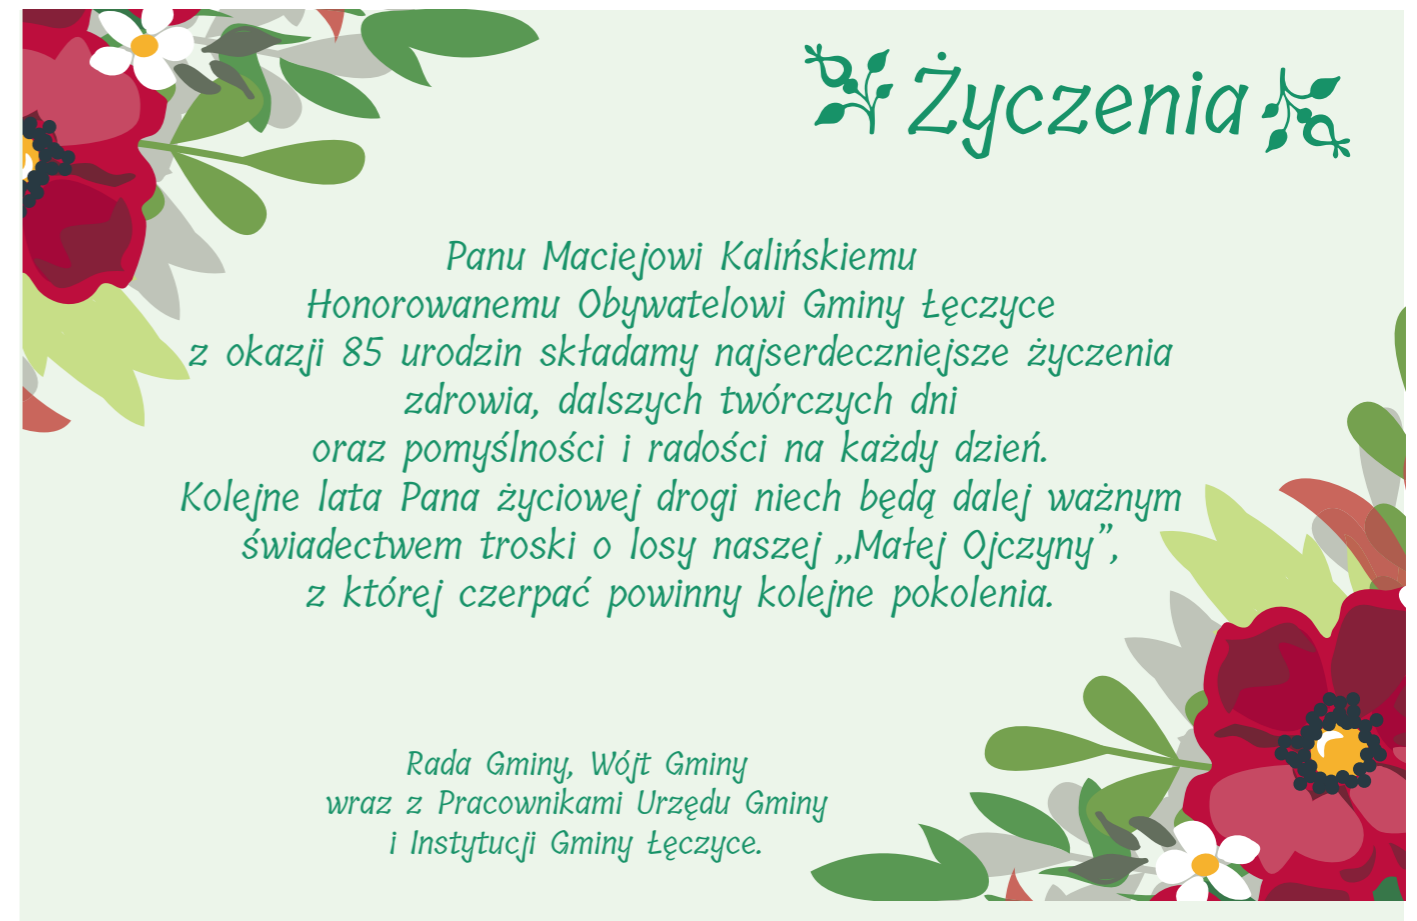 Życzenia
Panu Maciejowi Kalińskiemu
Honorowanemu Obywatelowi Gminy Łęczyce
z okazji 85 urodzin składamy najserdeczniejsze życzenia
zdrowia, dalszych twórczych dni
oraz pomyślności i radości na każdy dzień.
Kolejne lata Pana życiowej drogi niech będą dalej ważnym
świadectwem troski o losy naszej ,,Małej Ojczyny”,
z której czerpać powinny kolejne pokolenia.
Rada Gminy, Wójt Gminy
wraz z Pracownikami Urzędu Gminy
i Instytucji Gminy Łęczyce.